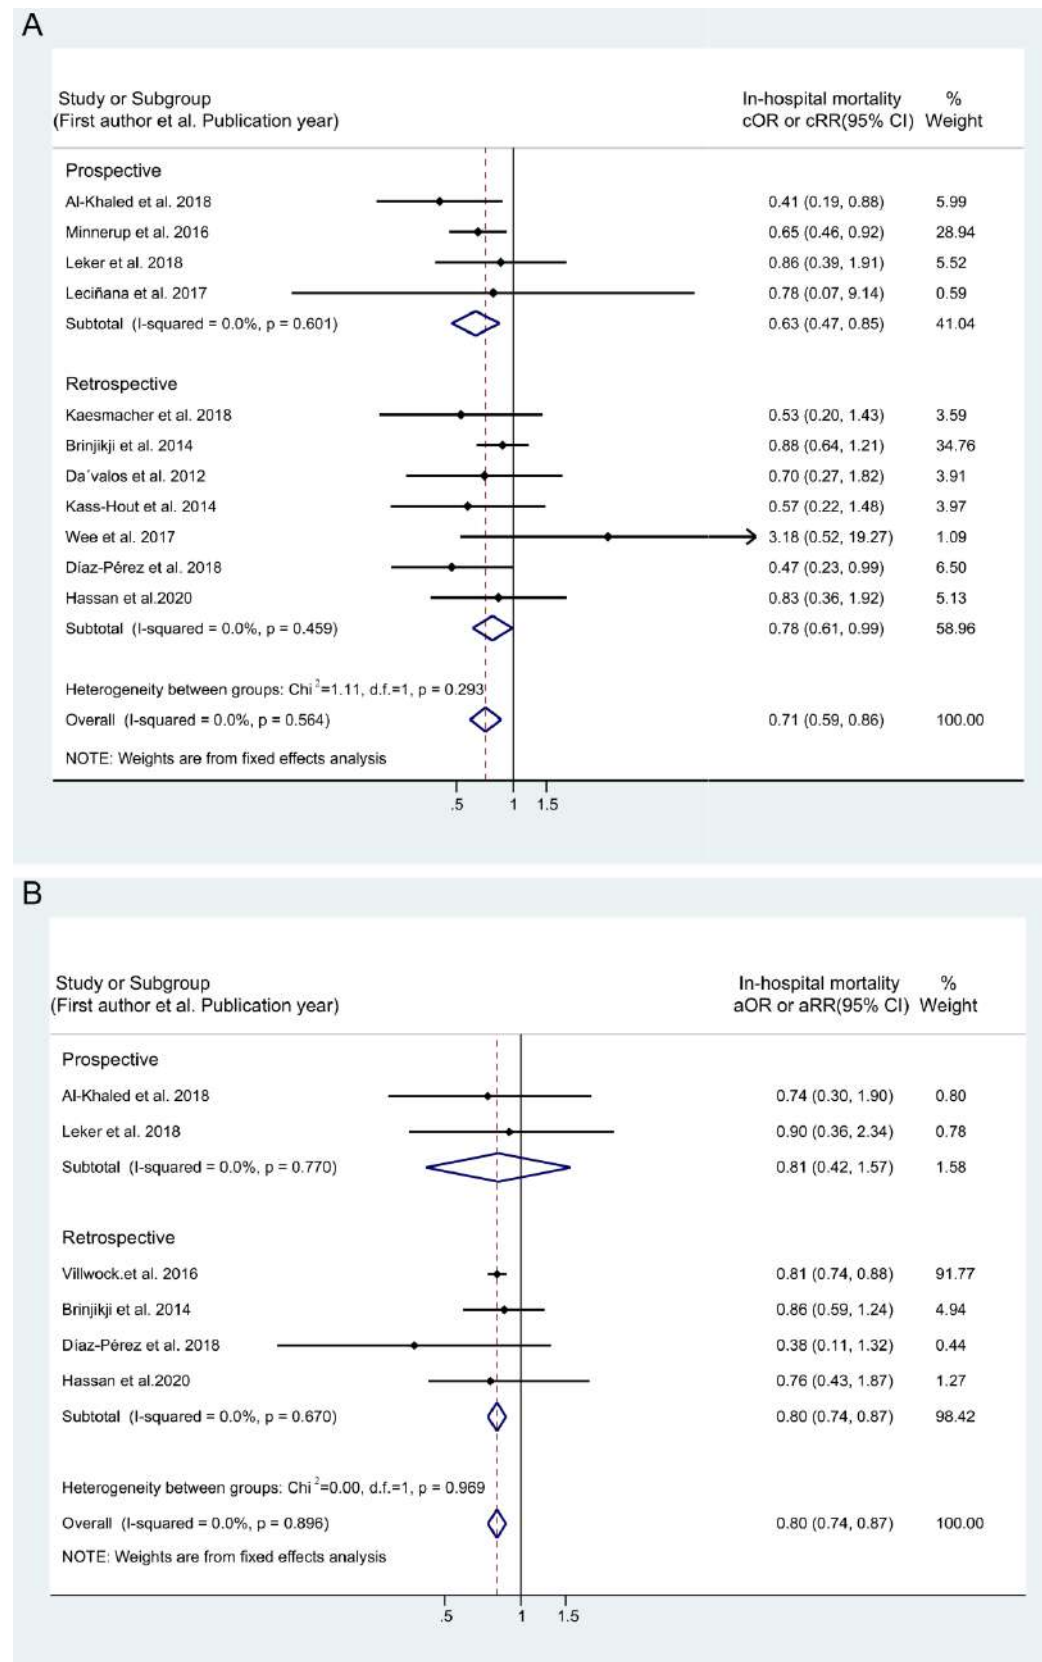 A
Study or Subgroup In-hospital mortality %
(First author et al. Publication year) cOR or cRR(95% CI) Weight
Prospective
Al-Khaled et al. 2018 0.41 (0.19, 0.88) 5.99
Minnerup et al. 2016 0.65 (0.46, 0.92) 28.94
Leker et al. 2018 0.86 (0.39, 1.91) 5.52
Leciñana et al. 2017 0.78 (0.07, 9.14) 0.59
Subtotal (I-squared = 0.0%, p = 0.601) 0.63 (0.47, 0.85) 41.04
Retrospective
Kaesmacher et al. 2018 0.53 (0.20, 1.43) 3.59
Brinjikji et al. 2014 0.88 (0.64, 1.21) 34.76
Da´valos et al. 2012 0.70 (0.27, 1.82) 3.91
Kass-Hout et al. 2014 0.57 (0.22, 1.48) 3.97
Wee et al. 2017 3.18 (0.52, 19.27) 1.09
Díaz-Pérez et al. 2018 0.47 (0.23, 0.99) 6.50
Hassan et al.2020 0.83 (0.36, 1.92) 5.13
Subtotal (I-squared = 0.0%, p = 0.459) 0.78 (0.61, 0.99) 58.96
Heterogeneity between groups: Chi²=1.11, d.f.=1, p = 0.293
Overall (I-squared = 0.0%, p = 0.564) 0.71 (0.59, 0.86) 100.00
NOTE: Weights are from fixed effects analysis
.5 1 1.5
B
Study or Subgroup In-hospital mortality %
(First author et al. Publication year) aOR or aRR(95% CI) Weight
Prospective
Al-Khaled et al. 2018 0.74 (0.30, 1.90) 0.80
Leker et al. 2018 0.90 (0.36, 2.34) 0.78
Subtotal (I-squared = 0.0%, p = 0.770) 0.81 (0.42, 1.57) 1.58
Retrospective
Villwock.et al. 2016 0.81 (0.74, 0.88) 91.77
Brinjikji et al. 2014 0.86 (0.59, 1.24) 4.94
Díaz-Pérez et al. 2018 0.38 (0.11, 1.32) 0.44
Hassan et al.2020 0.76 (0.43, 1.87) 1.27
Subtotal (I-squared = 0.0%, p = 0.670) 0.80 (0.74, 0.87) 98.42
Heterogeneity between groups: Chi²=0.00, d.f.=1, p = 0.969
Overall (I-squared = 0.0%, p = 0.896) 0.80 (0.74, 0.87) 100.00
NOTE: Weights are from fixed effects analysis
.5 1 1.5